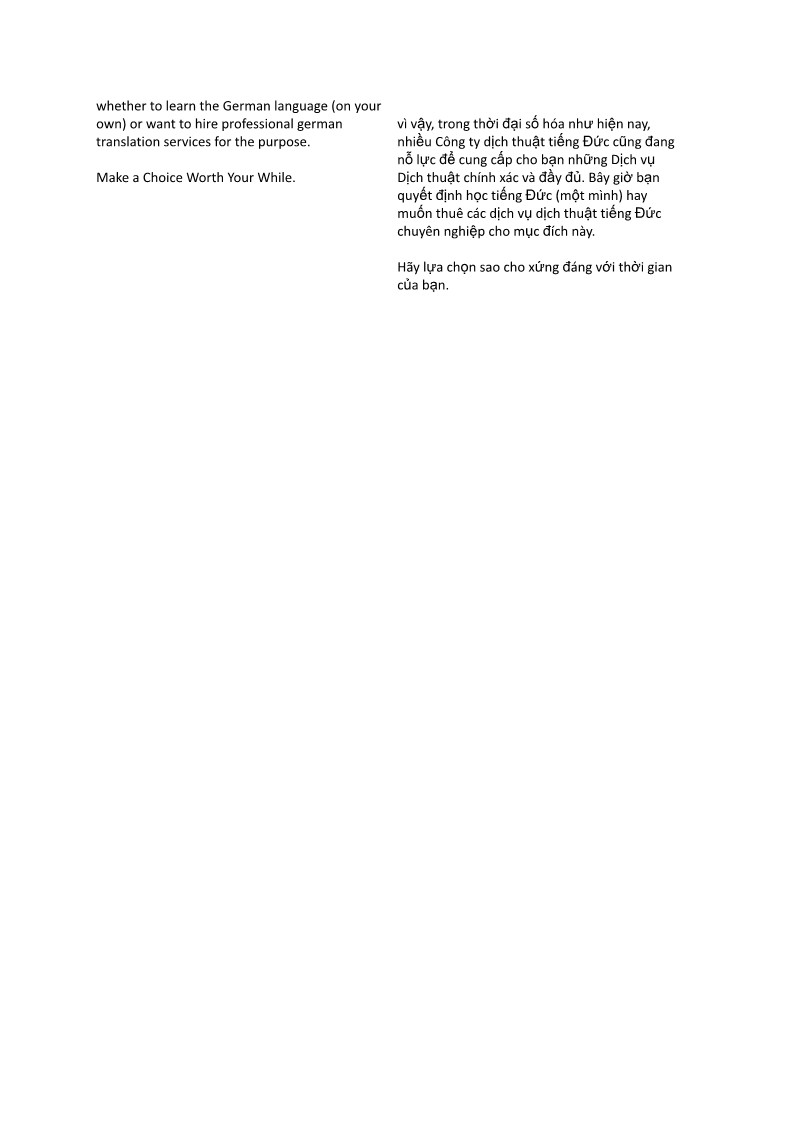 whether to learn the German language (on your
own) or want to hire professional german
translation services for the purpose.
Make a Choice Worth Your While.
vì vậy, trong thời đại số hóa như hiện nay,
nhiều Công ty dịch thuật tiếng Đức cũng đang
nỗ lực để cung cấp cho bạn những Dịch vụ
Dịch thuật chính xác và đầy đủ. Bây giờ bạn
quyết định học tiếng Đức (một mình) hay
muốn thuê các dịch vụ dịch thuật tiếng Đức
chuyên nghiệp cho mục đích này.
Hãy lựa chọn sao cho xứng đáng với thời gian
của bạn.